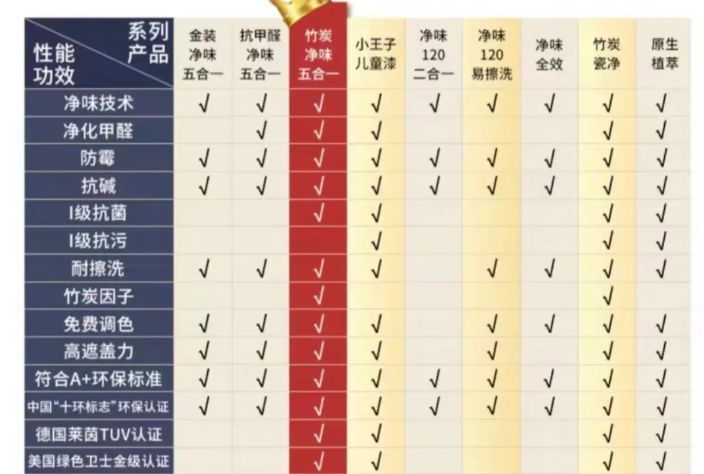 系列
产品
性能
功效
金装
净味
五合一
抗甲醛
净味
五合一
竹炭
净味
五合一
小王子
儿童漆
净味
120
二合一
净味
120
易擦洗
净味
全效
竹炭
瓷净
原生
植萃
净味技术 √ √ √ √ √ √ √ √ √
净化甲醛 √ √ √ √ √
防霉 √ √ √ √ √ √ √ √ √
抗碱 √ √ √ √ √ √ √ √ √
I级抗菌 √ √ √ √
I级抗污 √ √ √
耐擦洗 √ √ √ √ √ √ √ √
竹炭因子 √ √
免费调色 √ √ √ √ √ √ √ √
高遮盖力 √ √ √ √ √ √ √
符合A+环保标准 √ √ √ √ √ √ √ √ √
中国“十环标志”环保认证 √ √ √ √ √ √ √ √ √
德国莱茵TUV认证 √ √ √ √
美国绿色卫士金级认证 √ √ √ √